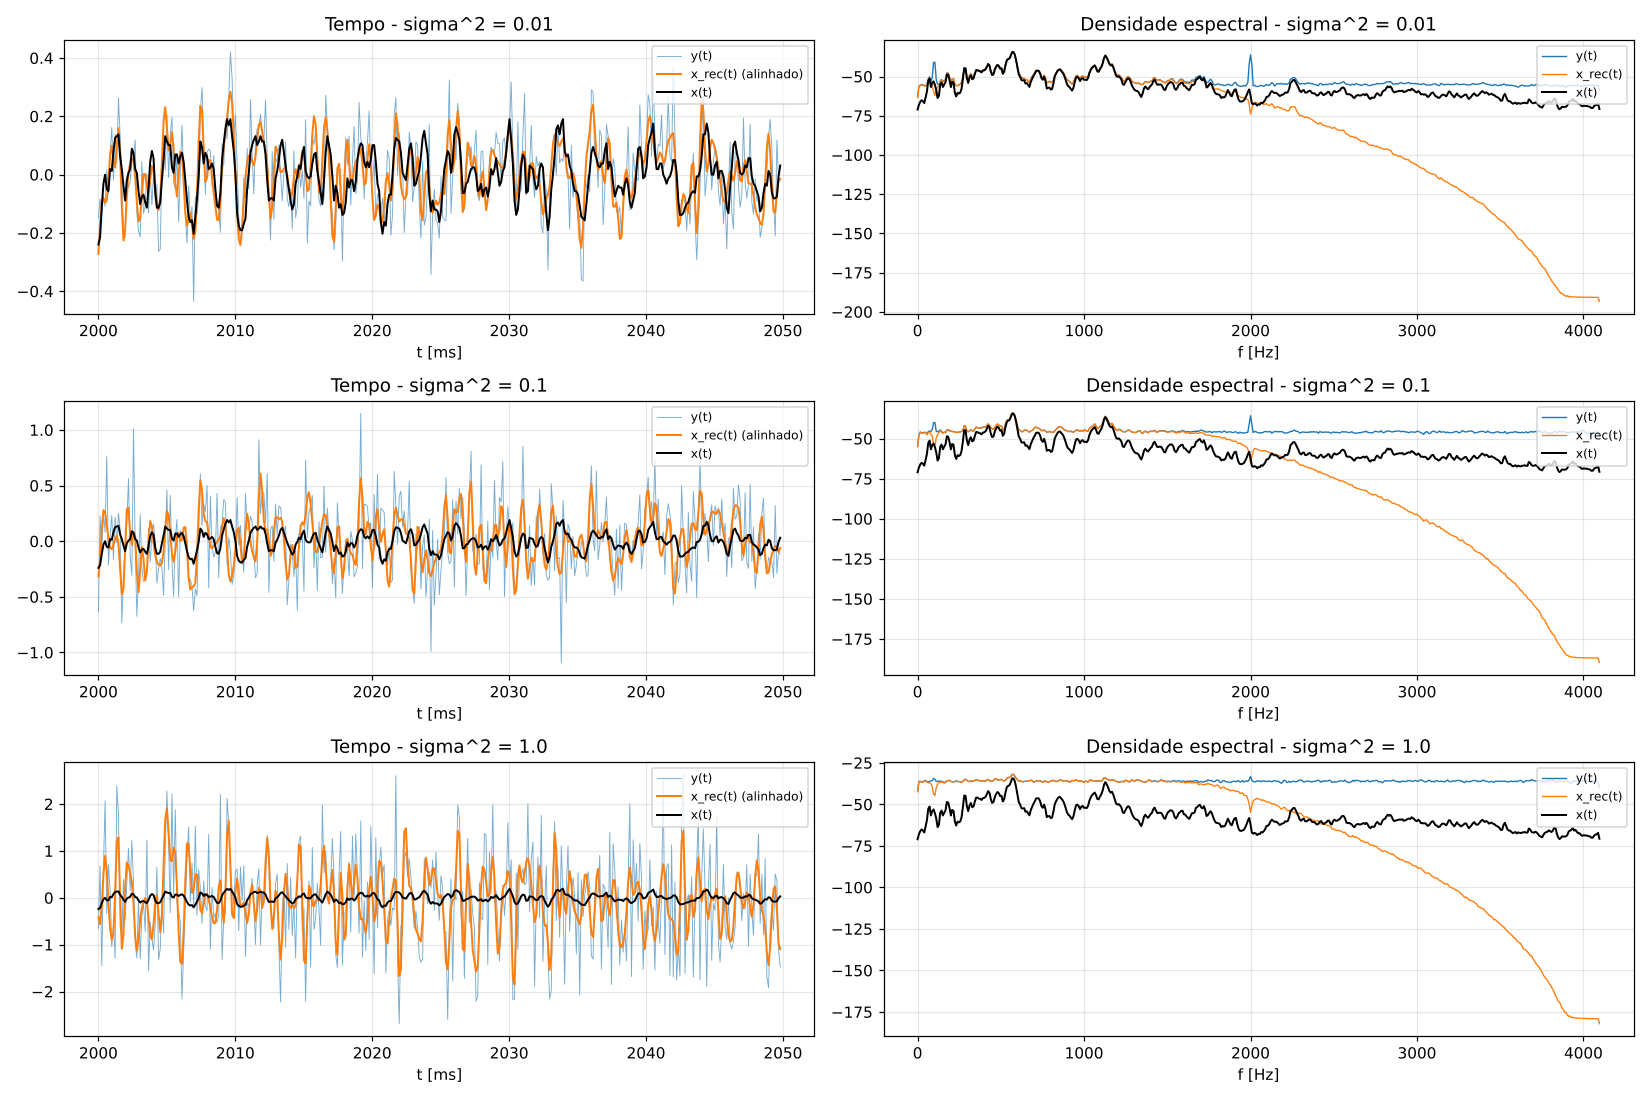 Tempo - sigma^2 = 0.01
0.4
0.2
0.0
−0.2
−0.4
y(t)
x_rec(t) (alinhado)
x(t)
2000 2010 2020 2030 2040 2050
t [ms]
Densidade espectral - sigma^2 = 0.01
−50
−75
−100
−125
−150
−175
−200
y(t)
x_rec(t)
x(t)
0 1000 2000 3000 4000
f [Hz]
Tempo - sigma^2 = 0.1
1.0
0.5
0.0
−0.5
−1.0
y(t)
x_rec(t) (alinhado)
x(t)
2000 2010 2020 2030 2040 2050
t [ms]
Densidade espectral - sigma^2 = 0.1
−50
−75
−100
−125
−150
−175
y(t)
x_rec(t)
x(t)
0 1000 2000 3000 4000
f [Hz]
Tempo - sigma^2 = 1.0
2
1
0
−1
−2
y(t)
x_rec(t) (alinhado)
x(t)
2000 2010 2020 2030 2040 2050
t [ms]
Densidade espectral - sigma^2 = 1.0
−25
−50
−75
−100
−125
−150
−175
y(t)
x_rec(t)
x(t)
0 1000 2000 3000 4000
f [Hz]